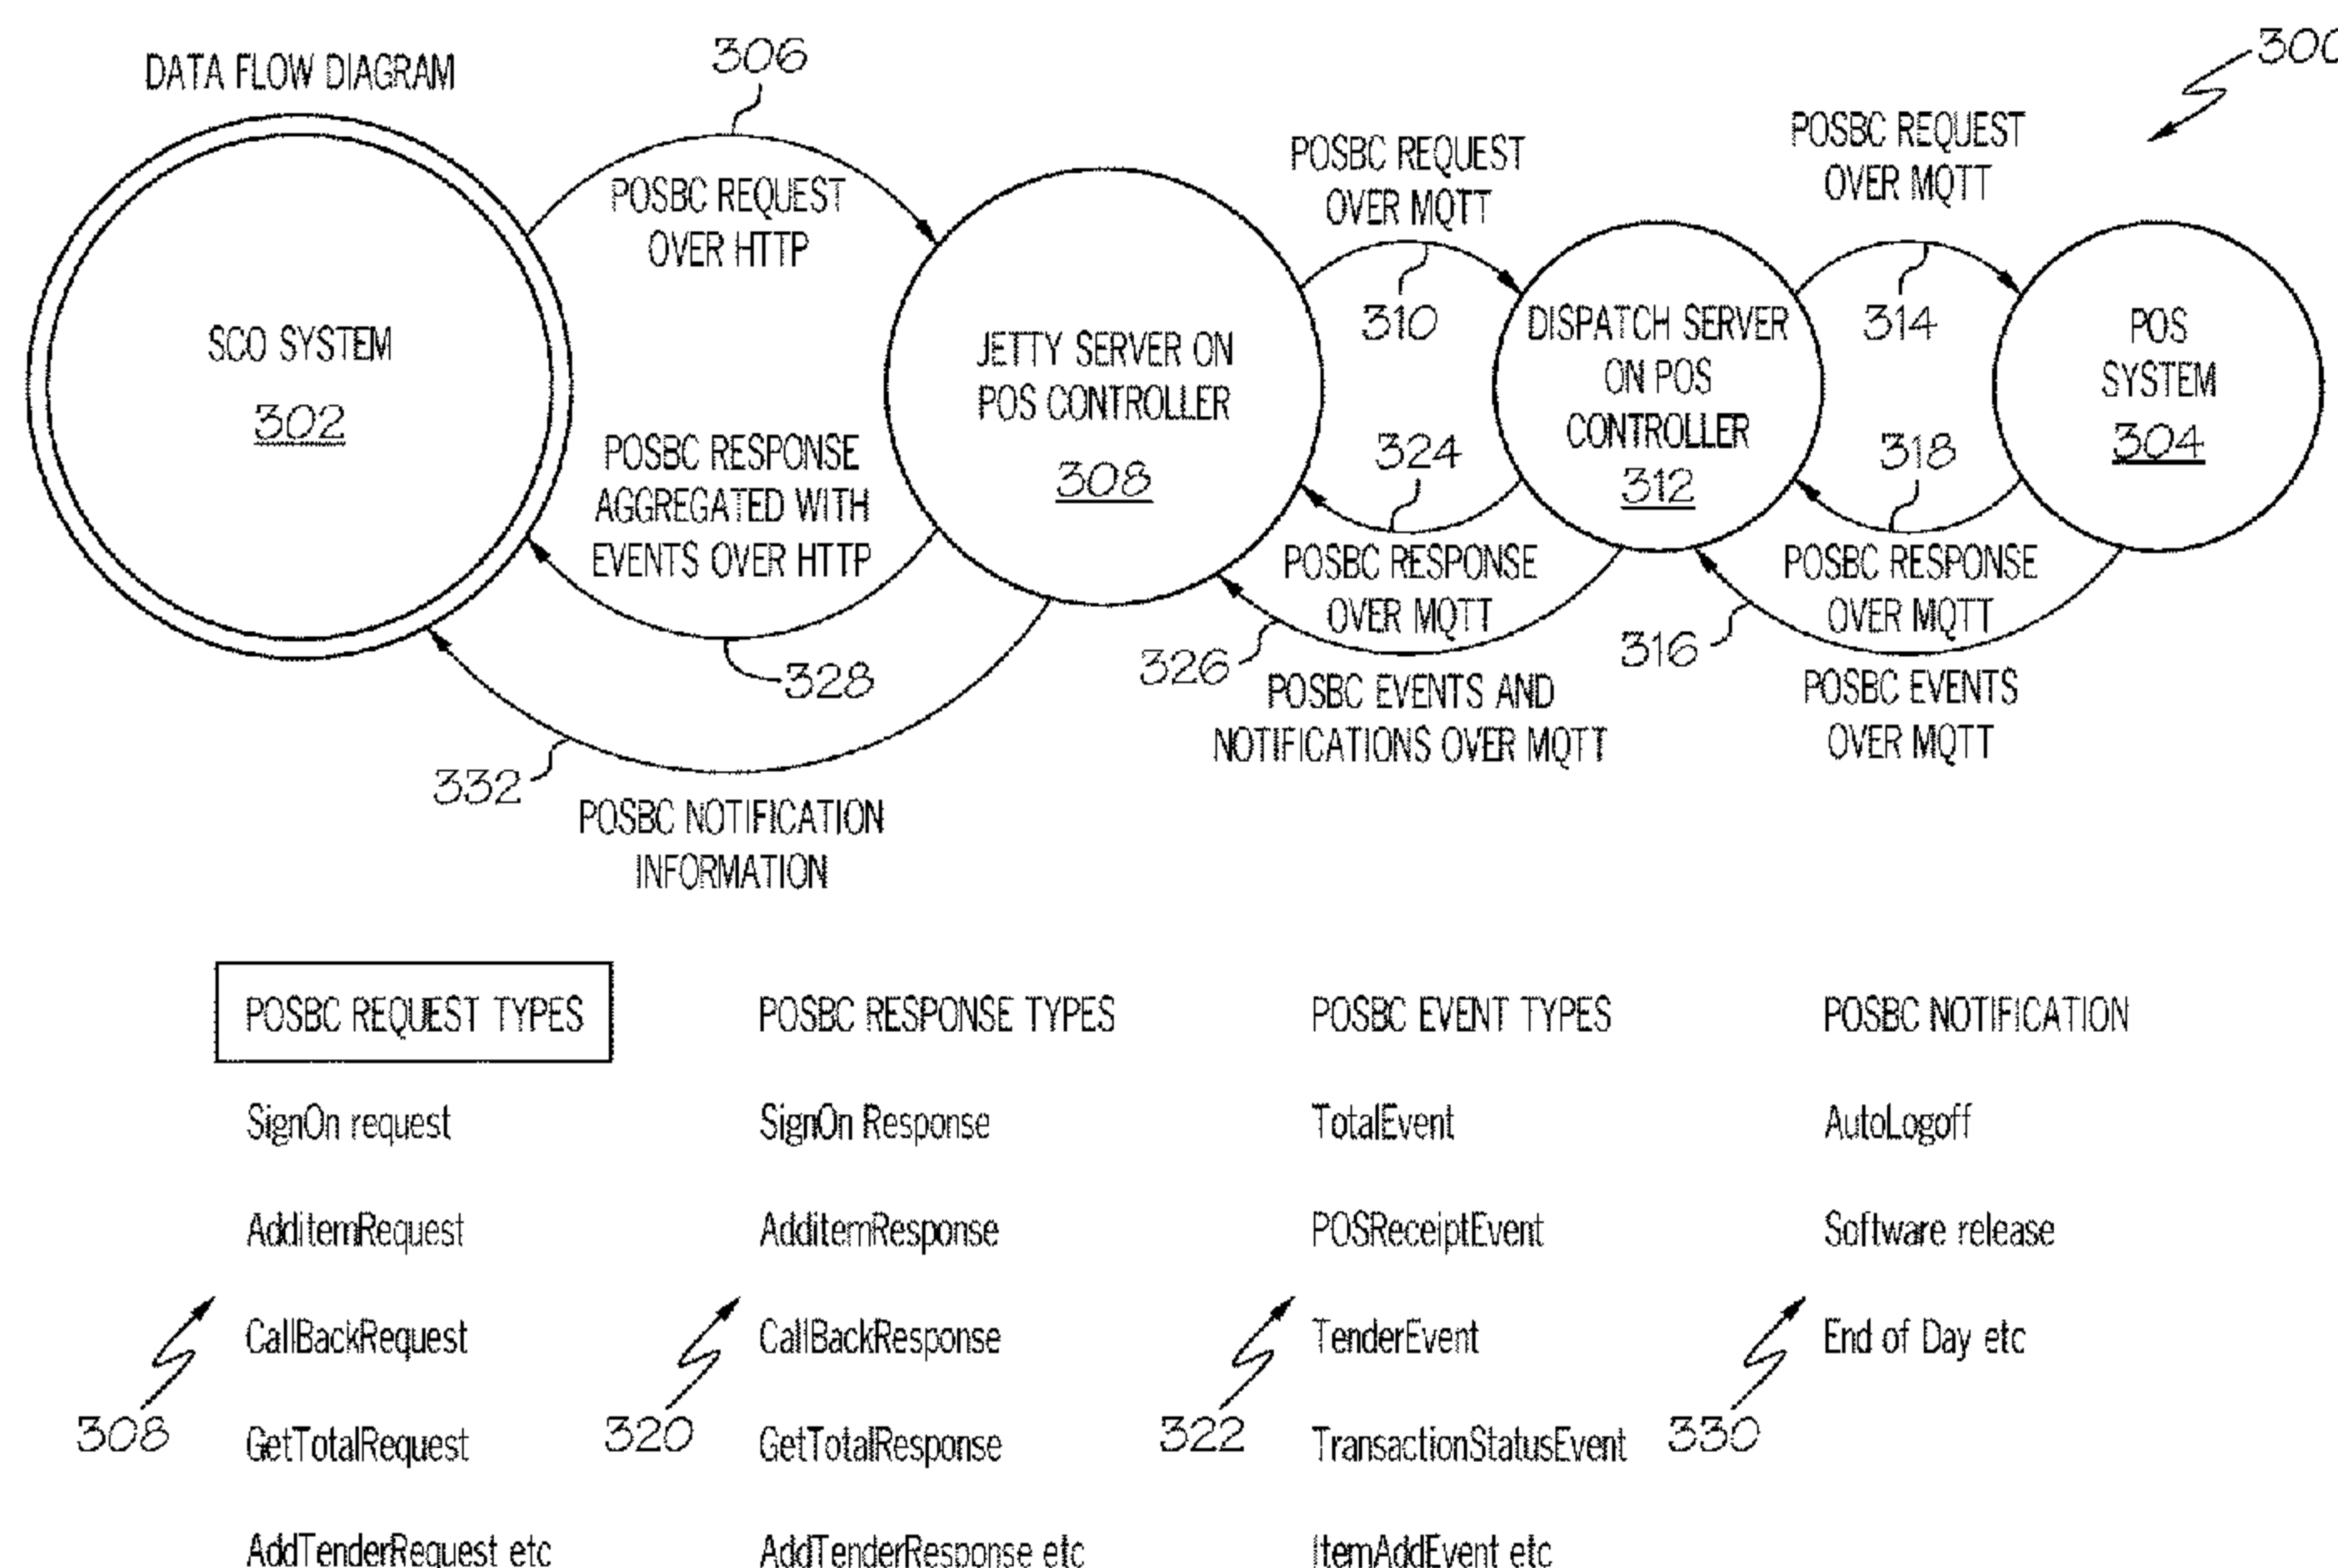 DATA FLOW DIAGRAM
306
300
POSBC REQUEST
OVER HTTP
POSBC REQUEST
OVER MQTT
POSBC REQUEST
OVER MQTT
310
314
SCO SYSTEM
302
JETTY SERVER ON
POS CONTROLLER
308
DISPATCH SERVER
ON POS
CONTROLLER
312
POS
SYSTEM
304
POSBC RESPONSE
AGGREGATED WITH
EVENTS OVER HTTP
324
318
POSBC RESPONSE
OVER MQTT
POSBC RESPONSE
OVER MQTT
328
326
316
POSBC EVENTS AND
NOTIFICATIONS OVER MQTT
POSBC EVENTS
OVER MQTT
332
POSBC NOTIFICATION
INFORMATION
POSBC REQUEST TYPES
SignOn request
AdditemRequest
CallBackRequest
GetTotalRequest
AddTenderRequest etc
308
POSBC RESPONSE TYPES
SignOn Response
AdditemResponse
CallBackResponse
GetTotalResponse
AddTenderResponse etc
320
POSBC EVENT TYPES
TotalEvent
POSReceiptEvent
TenderEvent
TransactionStatusEvent
ItemAddEvent etc
322
POSBC NOTIFICATION
AutoLogoff
Software release
End of Day etc
330